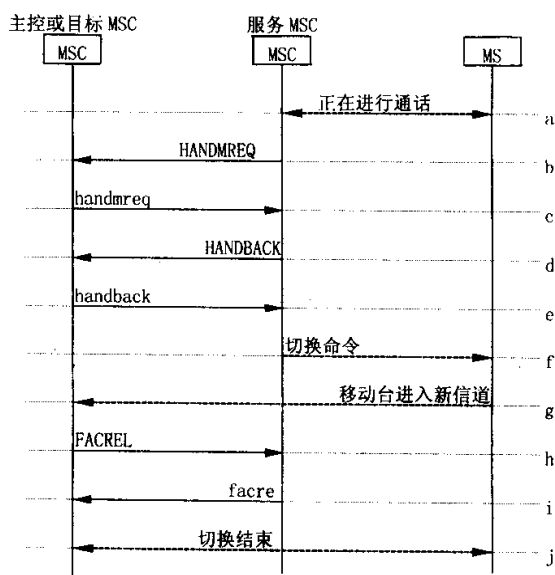 主控或目标 MSC 服务 MSC
MSC MSC MS
正在进行通话 a
HANDMREQ b
handmreq c
HANDBACK d
handback e
切换命令 f
移动台进入新信道 g
FACREL h
facre i
切换结束 j